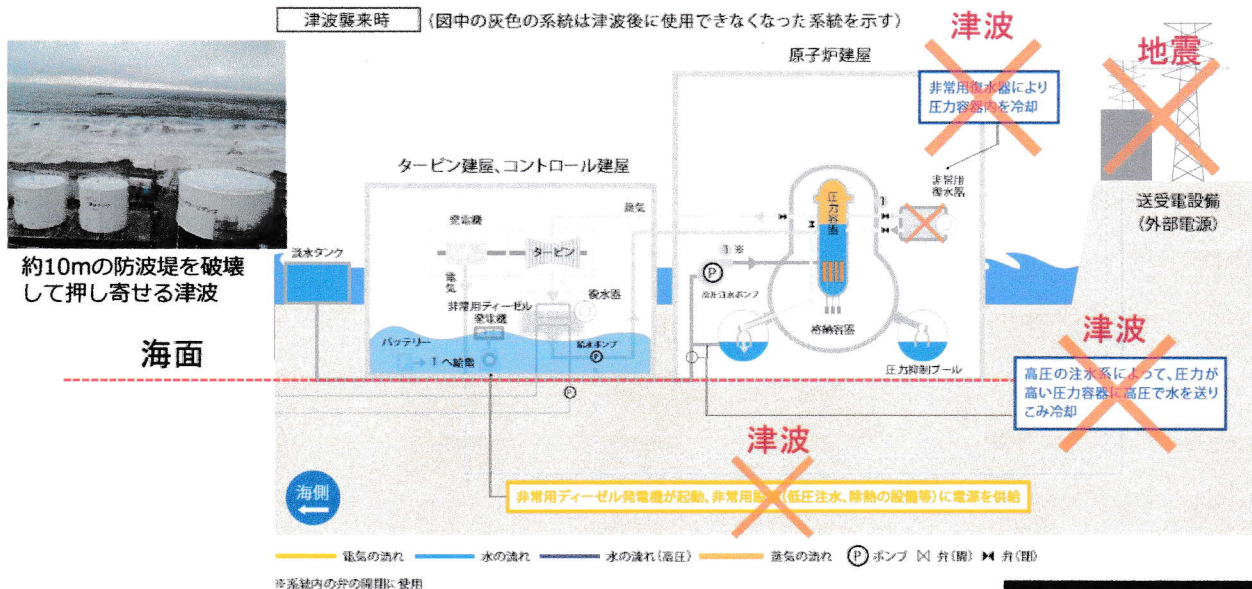 津波襲来時 (図中の灰色の系統は津波後に使用できなくなった系統を示す)
津波
地震
原子炉建屋
非常用復水器により
圧力容器内を冷却
タービン建屋、コントロール建屋
非常用
復水器
送受電設備
(外部電源)
蒸気
発電機
圧力容器
タービン
淡水タンク
約10mの防波堤を破壊
して押し寄せる津波
電気
①※
P
高圧注水ポンプ
非常用ディーゼル
発電機
復水器
格納容器
バッテリー
給水ポンプ
P
へ給電
圧力抑制プール
海面
P
津波
高圧の注水系によって、圧力が
高い圧力容器に高圧で水を送り
こみ冷却
津波
海側
非常用ディーゼル発電機が起動、非常用設備(低圧注水、除熱の設備等)に電源を供給
電気の流れ 水の流れ 水の流れ(高圧) 蒸気の流れ P ポンプ 弁(開) 弁(閉)
※系統内の弁の開閉に使用